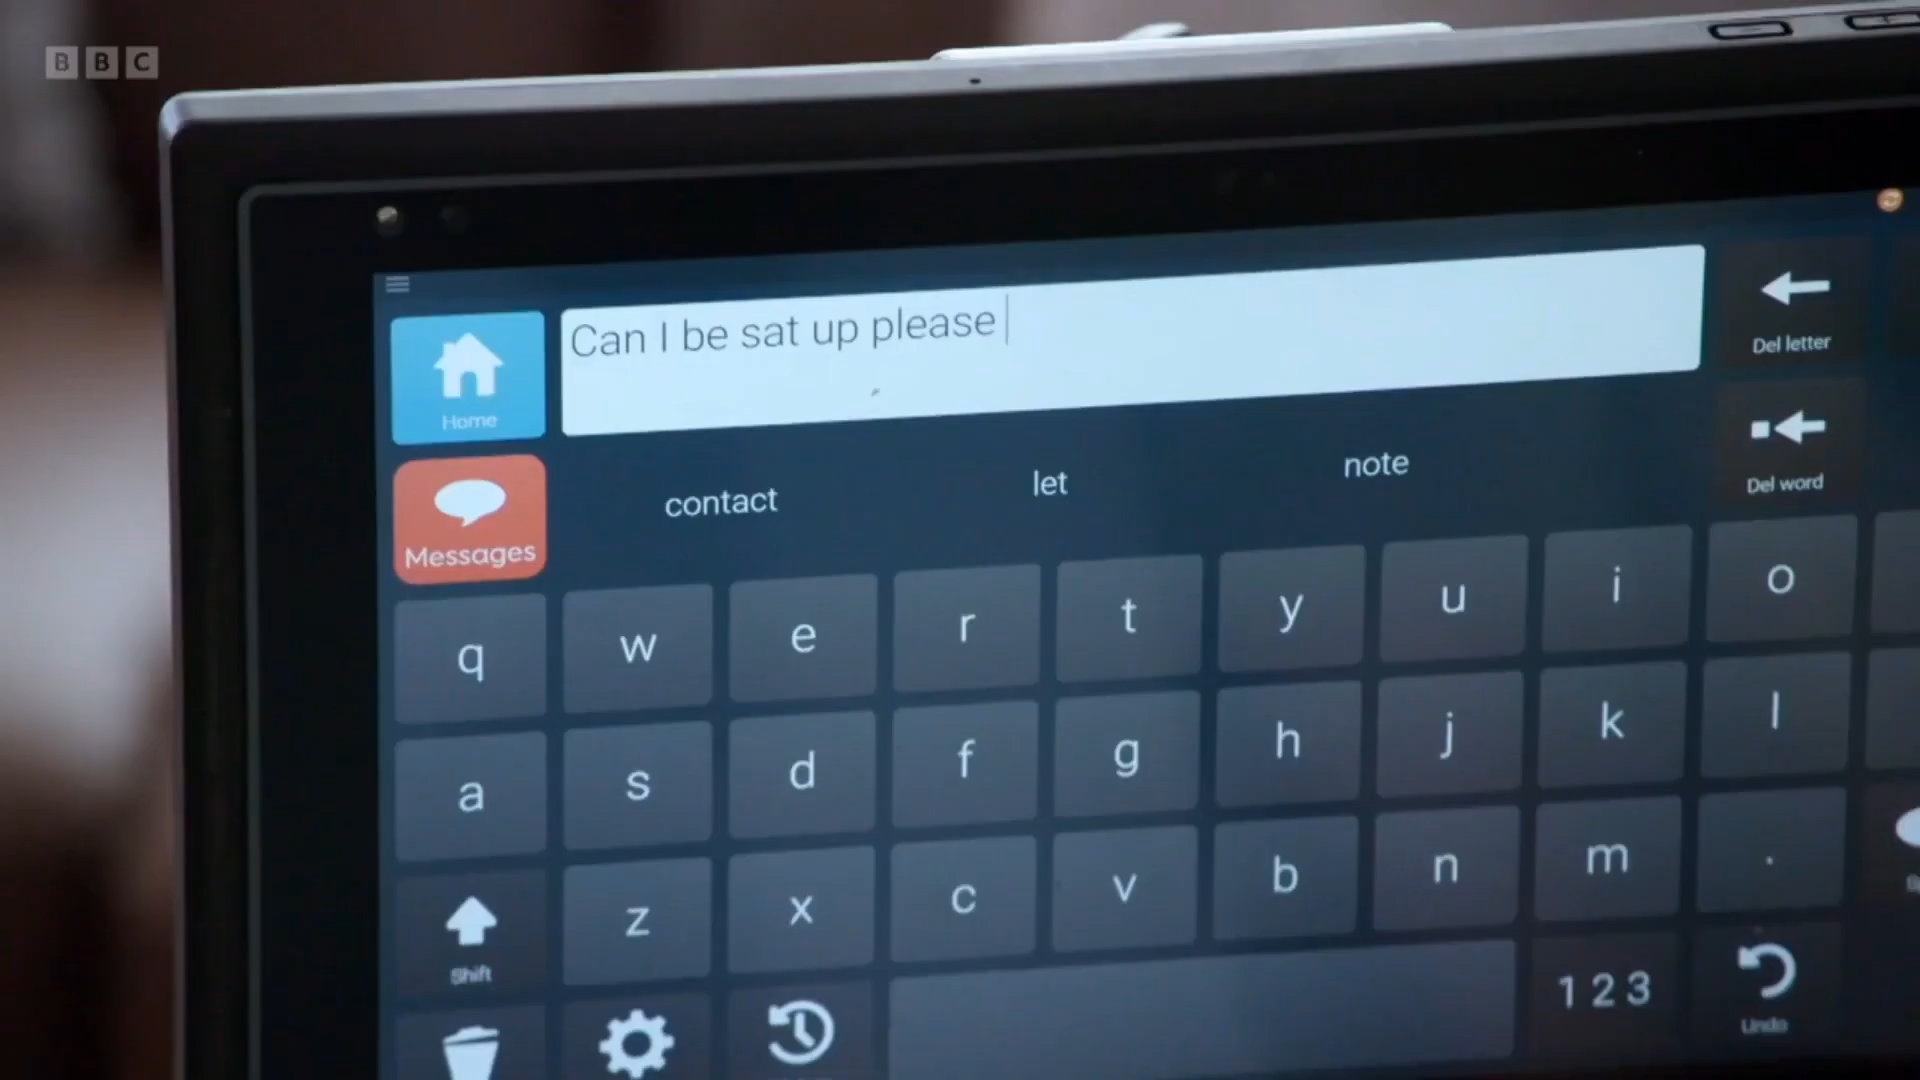 BBC
Can I be sat up please
Del letter
Home
contact
let
note
Del word
Messages
q w e r t y u i o
a s d f g h j k l
Shift
z x c v b n m .
1 2 3
Undo